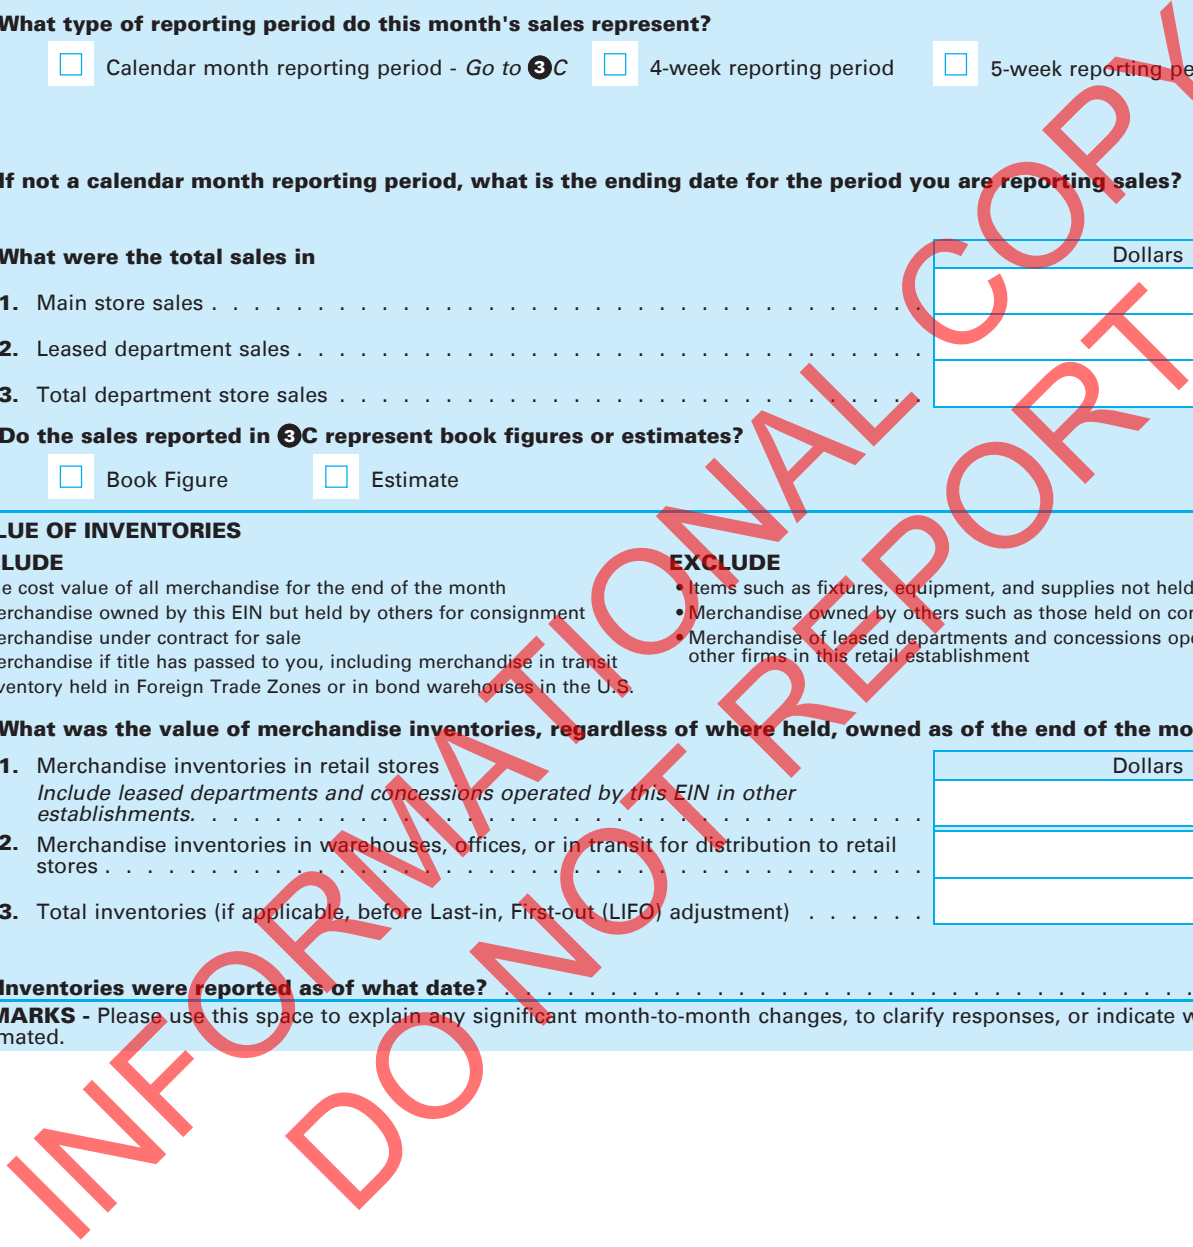 What type of reporting period do this month's sales represent?
Calendar month reporting period - Go to 3C 4-week reporting period 5-week reporting pe
If not a calendar month reporting period, what is the ending date for the period you are reporting sales?
What were the total sales in
Dollars
1. Main store sales . . . . . . . . . . . . . . . . . . . . . . . . . . . . . . . . . .
2. Leased department sales . . . . . . . . . . . . . . . . . . . . . . . . . . . . . .
3. Total department store sales . . . . . . . . . . . . . . . . . . . . . . . . . . . .
Do the sales reported in 3C represent book figures or estimates?
Book Figure Estimate
LUE OF INVENTORIES
LUDE
e cost value of all merchandise for the end of the month
erchandise owned by this EIN but held by others for consignment
erchandise under contract for sale
erchandise if title has passed to you, including merchandise in transit
ventory held in Foreign Trade Zones or in bond warehouses in the U.S.
EXCLUDE
• Items such as fixtures, equipment, and supplies not held
• Merchandise owned by others such as those held on con
• Merchandise of leased departments and concessions ope
other firms in this retail establishment
What was the value of merchandise inventories, regardless of where held, owned as of the end of the mo
Dollars
1. Merchandise inventories in retail stores
Include leased departments and concessions operated by this EIN in other
establishments. . . . . . . . . . . . . . . . . . . . . . . . . . . . . . . . . . .
2. Merchandise inventories in warehouses, offices, or in transit for distribution to retail
stores . . . . . . . . . . . . . . . . . . . . . . . . . . . . . . . . . . . . . . .
3. Total inventories (if applicable, before Last-in, First-out (LIFO) adjustment) . . . . . .
Inventories were reported as of what date? . . . . . . . . . . . . . . . . . . . . . . . . . . . . . . . .
MARKS - Please use this space to explain any significant month-to-month changes, to clarify responses, or indicate w
mated.
INFORMATIONAL COPY
DO NOT REPORT